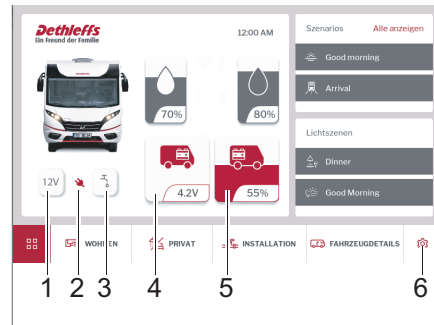 Dethleffs
Ein Freund der Familie
12:00 AM
70%
80%
12V
4.2V
55%
Szenarios Alle anzeigen
Good morning
Arrival
Lichtszenen
Dinner
Good Morning
WOHNEN PRIVAT INSTALLATION FAHRZEUGDETAILS
1 2 3 4 5 6